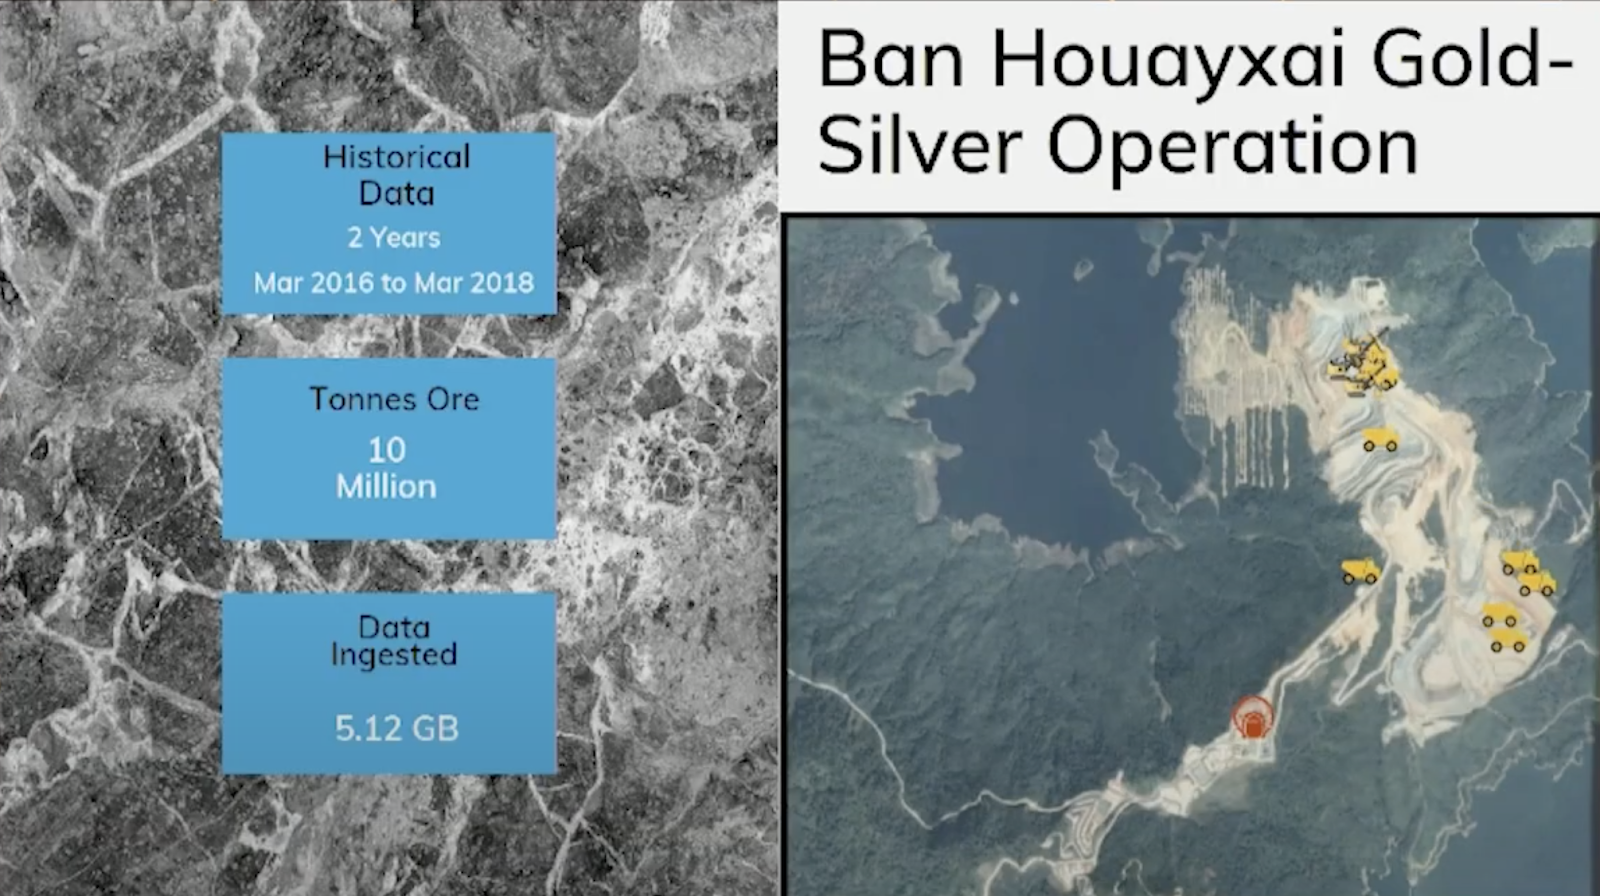 Historical
Data
2 Years
Mar 2016 to Mar 2018
Tonnes Ore
10
Million
Data
Ingested
5.12 GB
Ban Houayxai Gold-
Silver Operation